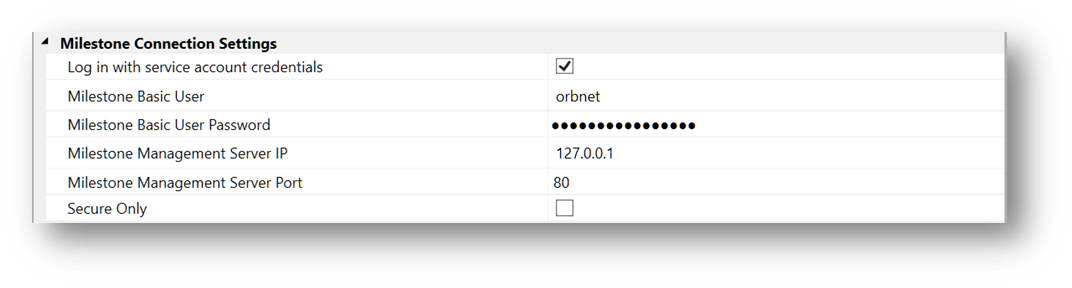 Milestone Connection Settings
Log in with service account credentials
Milestone Basic User orbnet
Milestone Basic User Password ●●●●●●●●●●●●●●●●
Milestone Management Server IP 127.0.0.1
Milestone Management Server Port 80
Secure Only